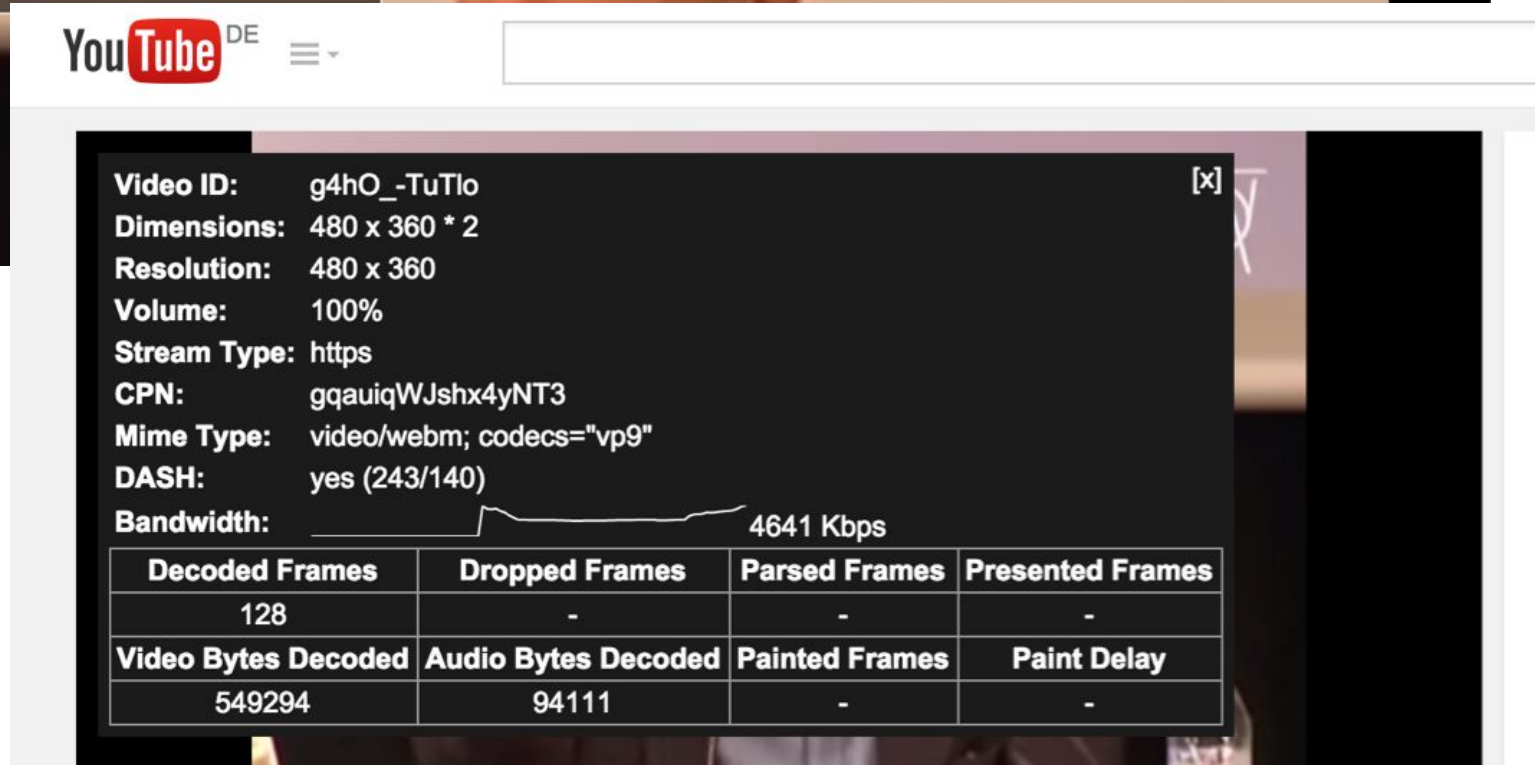 YouTube DE
Video ID: g4hO_-TuTlo [x]
Dimensions: 480 x 360 * 2
Resolution: 480 x 360
Volume: 100%
Stream Type: https
CPN: gqauiqWJshx4yNT3
Mime Type: video/webm; codecs="vp9"
DASH: yes (243/140)
Bandwidth: 4641 Kbps
Decoded Frames Dropped Frames Parsed Frames Presented Frames
128 - - -
Video Bytes Decoded Audio Bytes Decoded Painted Frames Paint Delay
549294 94111 - -